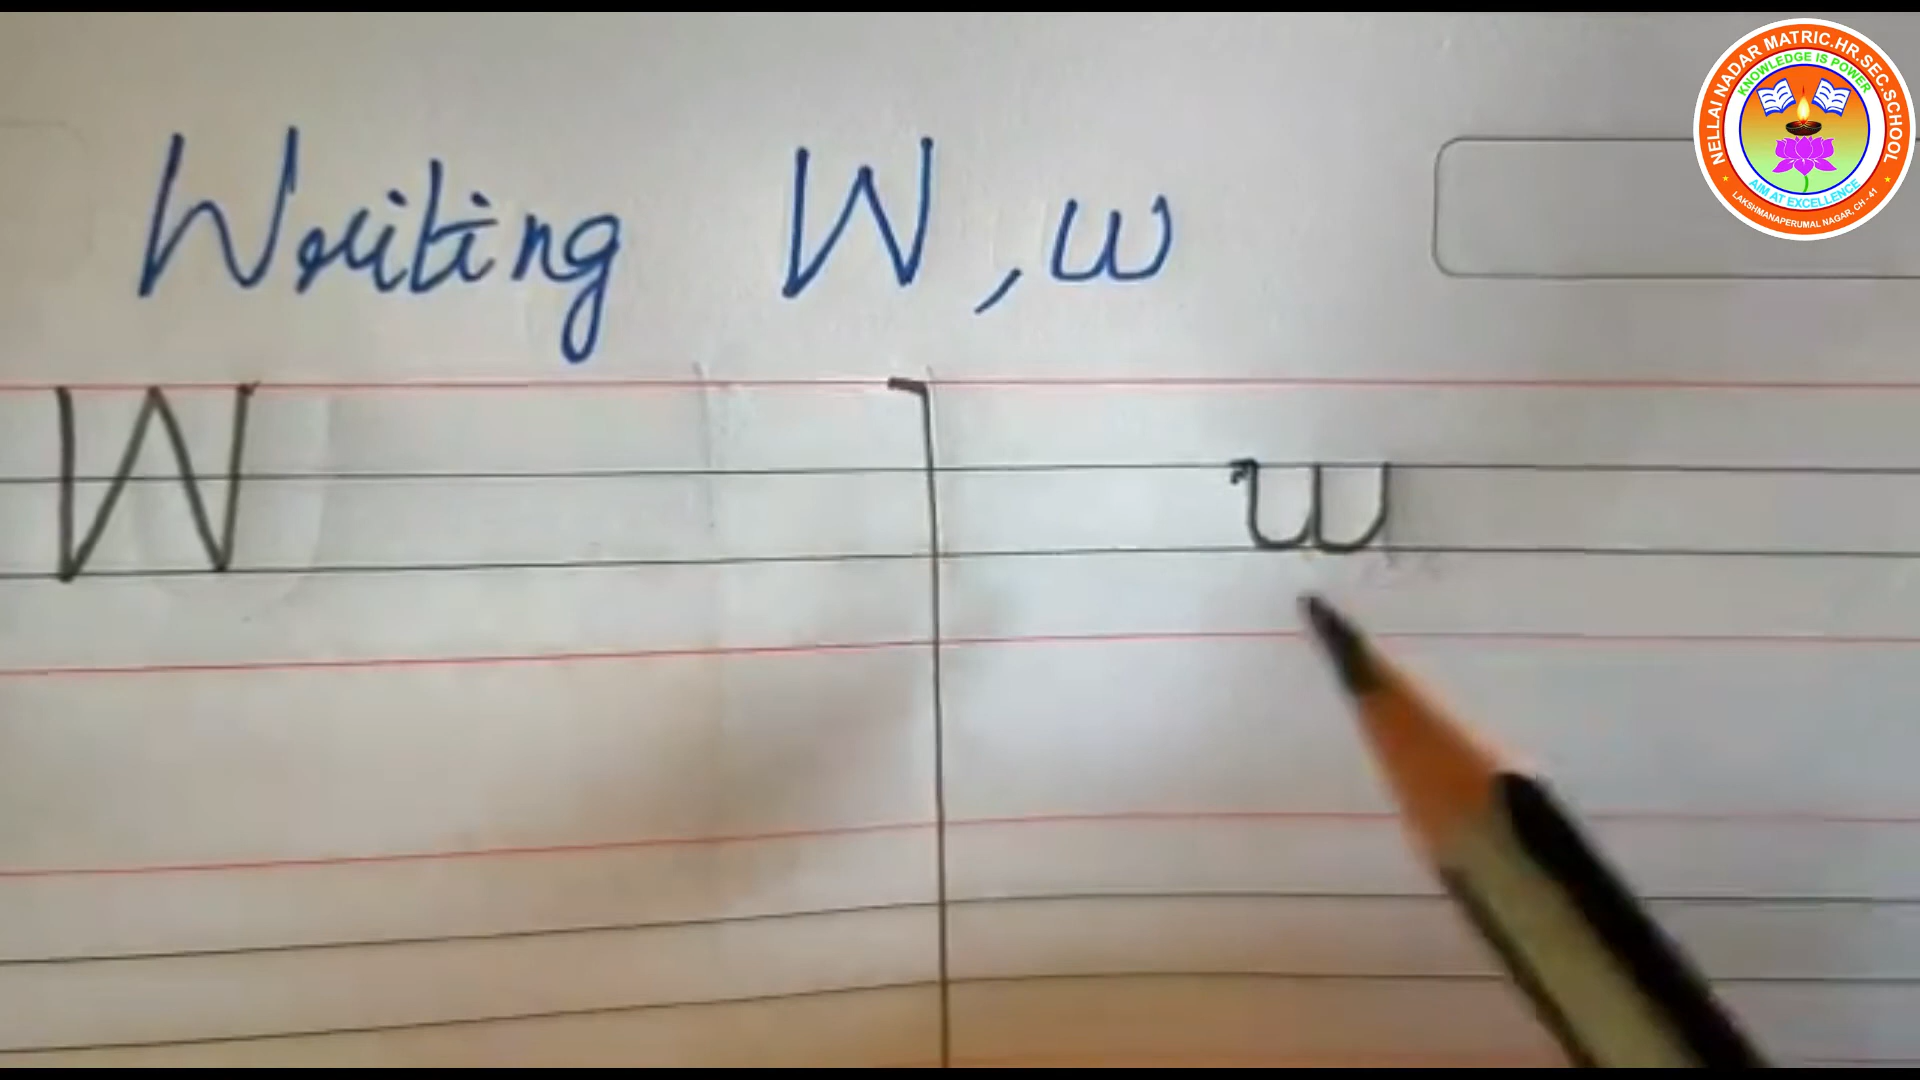 Writing W, w
W w
NELLAI NADAR MATRIC.HR.SEC.SCHOOL
KNOWLEDGE IS POWER
AIM AT EXCELLENCE
LAKSHMANAPERUMAL NAGAR, CH - 41